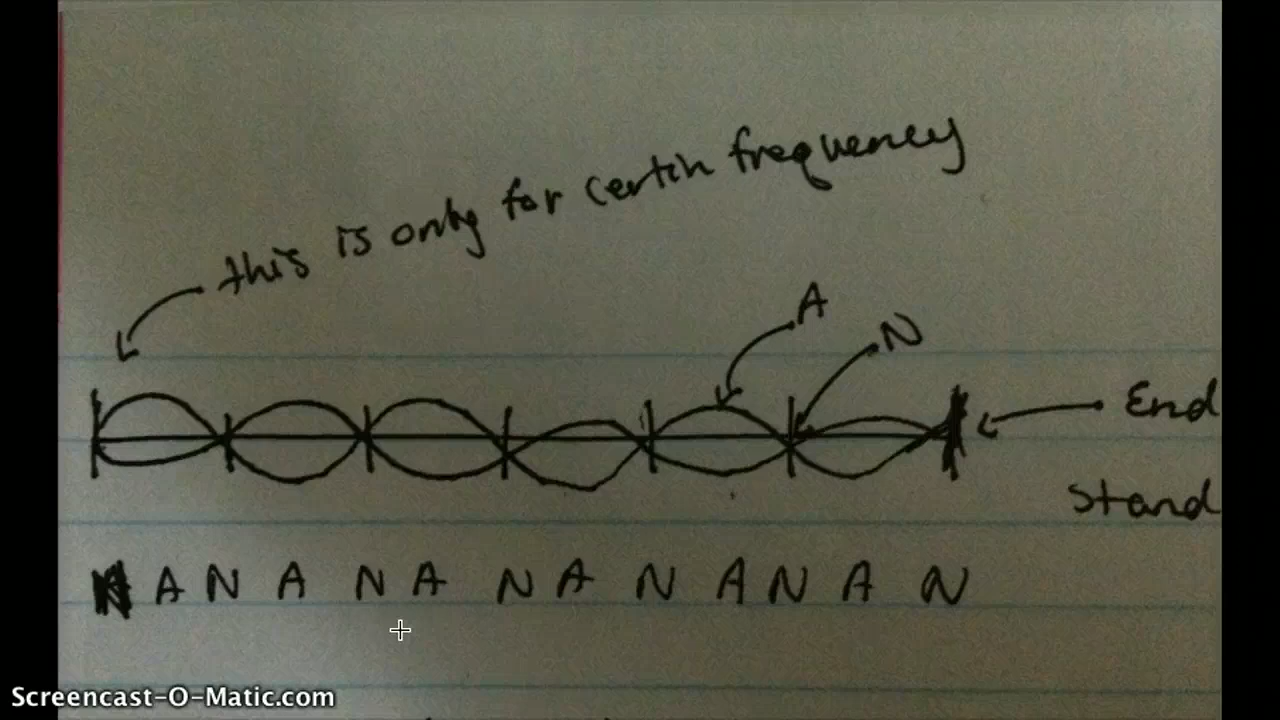 this is only for certin frequency
A
N
End
Stand
N A N A N A N A N A N A N
Screencast-O-Matic.com